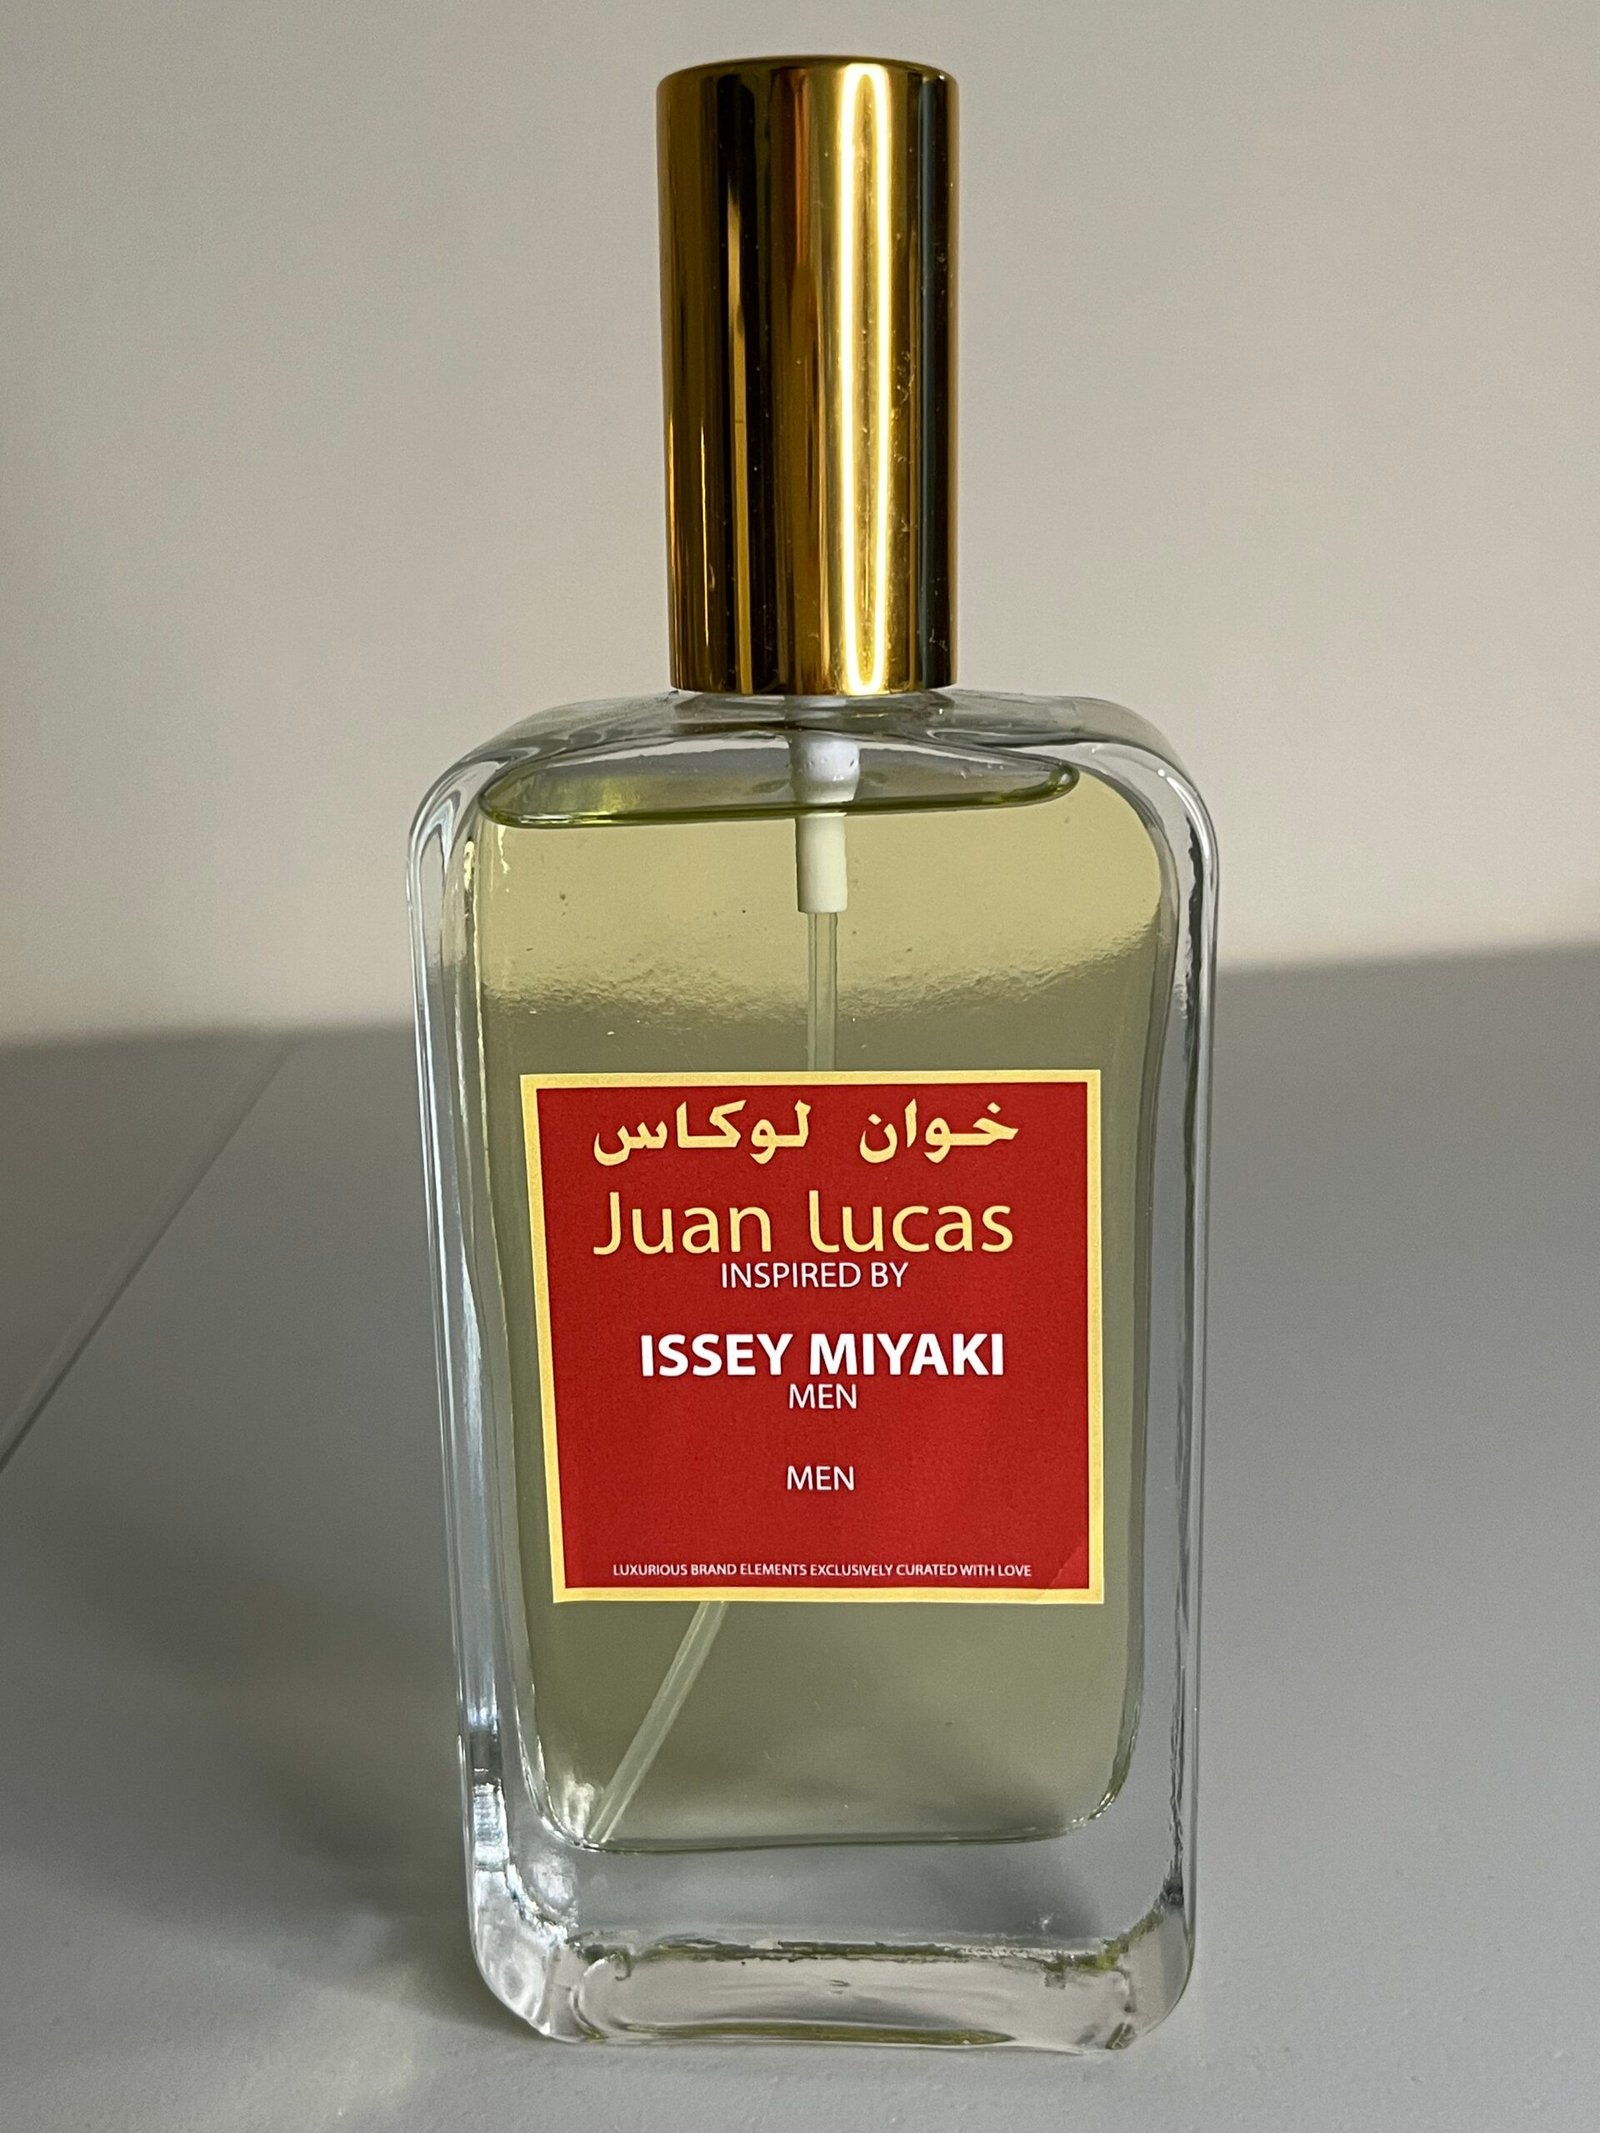 خوان لوكاس
Juan Lucas
INSPIRED BY
ISSEY MIYAKI
MEN
MEN
LUXURIOUS BRAND ELEMENTS EXCLUSIVELY CURATED WITH LOVE